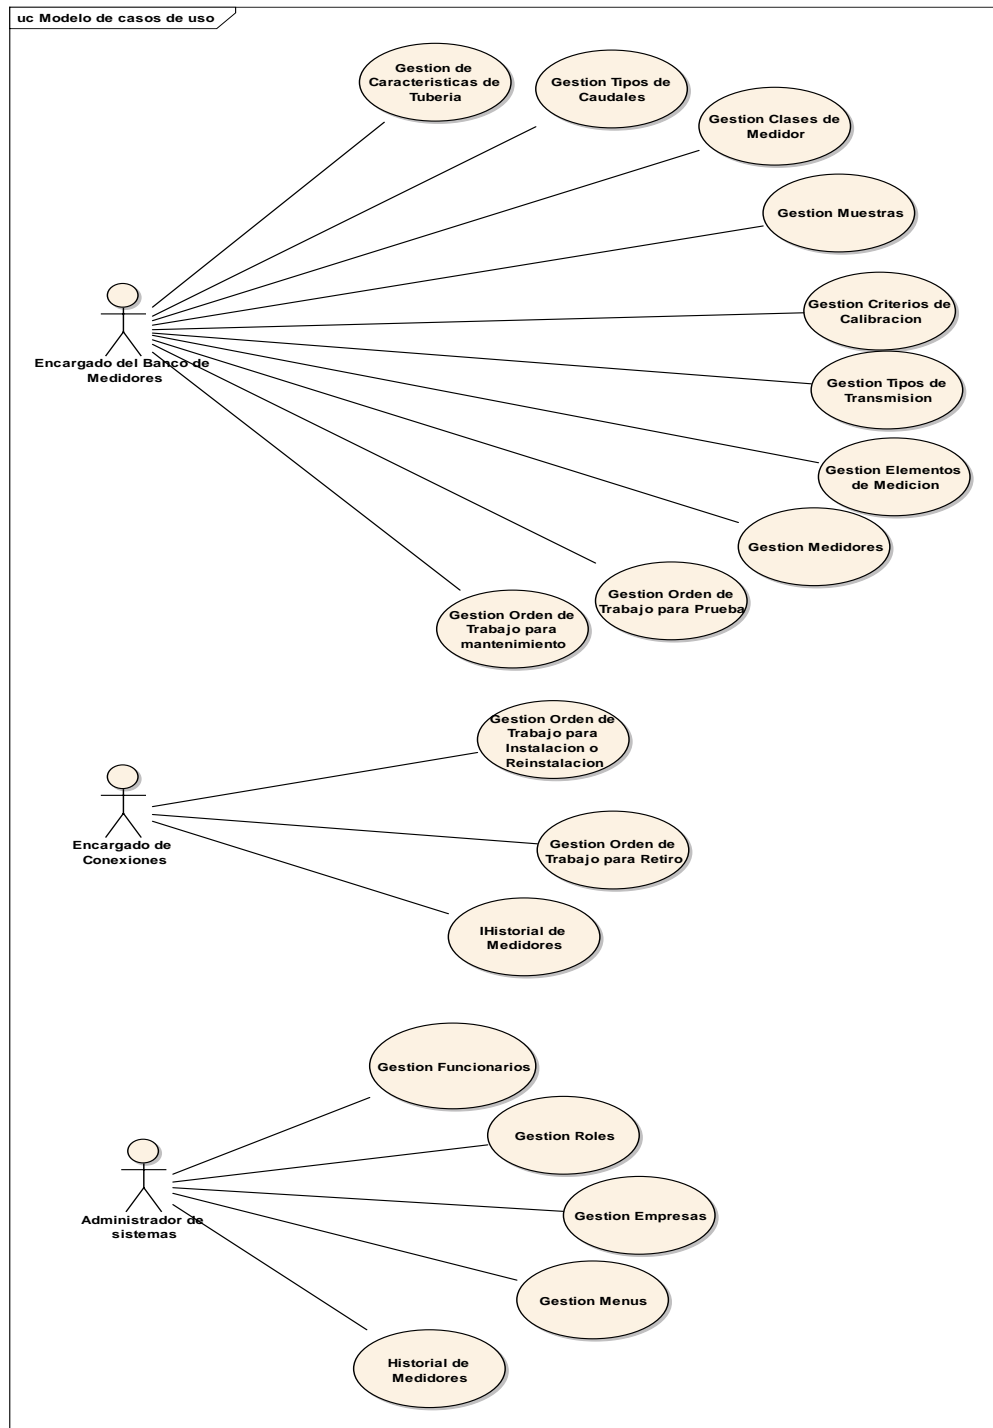 uc Modelo de casos de uso
Gestion de
Caracteristicas de
Tuberia
Gestion Tipos de
Caudales
Gestion Clases de
Medidor
Gestion Muestras
Gestion Criterios de
Calibracion
Encargado del Banco de
Medidores
Gestion Tipos de
Transmision
Gestion Elementos
de Medicion
Gestion Medidores
Gestion Orden de
Trabajo para Prueba
Gestion Orden de
Trabajo para
mantenimiento
Gestion Orden de
Trabajo para
Instalacion o
Reinstalacion
Encargado de
Conexiones
Gestion Orden de
Trabajo para Retiro
IHistorial de
Medidores
Gestion Funcionarios
Gestion Roles
Administrador de
sistemas
Gestion Empresas
Gestion Menus
Historial de
Medidores